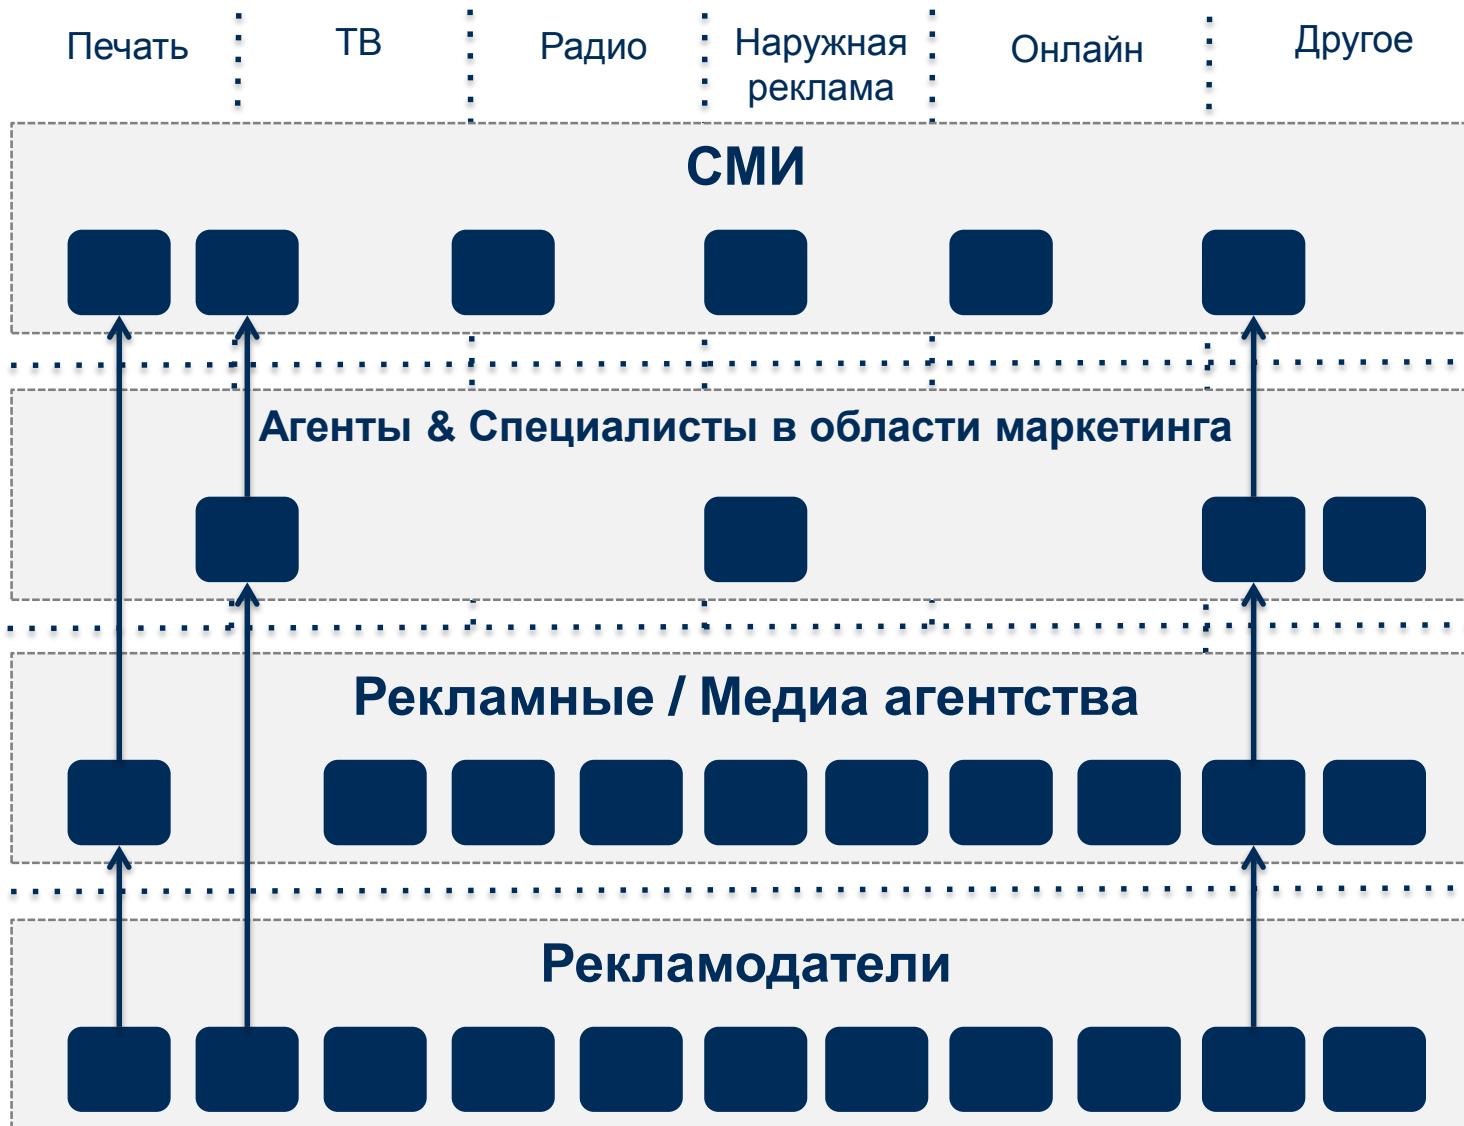 Печать
ТВ
Радио
Наружная
реклама
Онлайн
Другое
СМИ
Агенты & Специалисты в области маркетинга
Рекламные / Медиа агентства
Рекламодатели